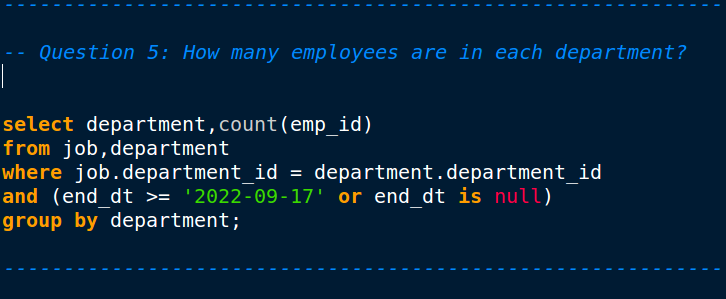 -- Question 5: How many employees are in each department?
select department,count(emp_id)
from job,department
where job.department_id = department.department_id
and (end_dt >= '2022-09-17' or end_dt is null)
group by department;